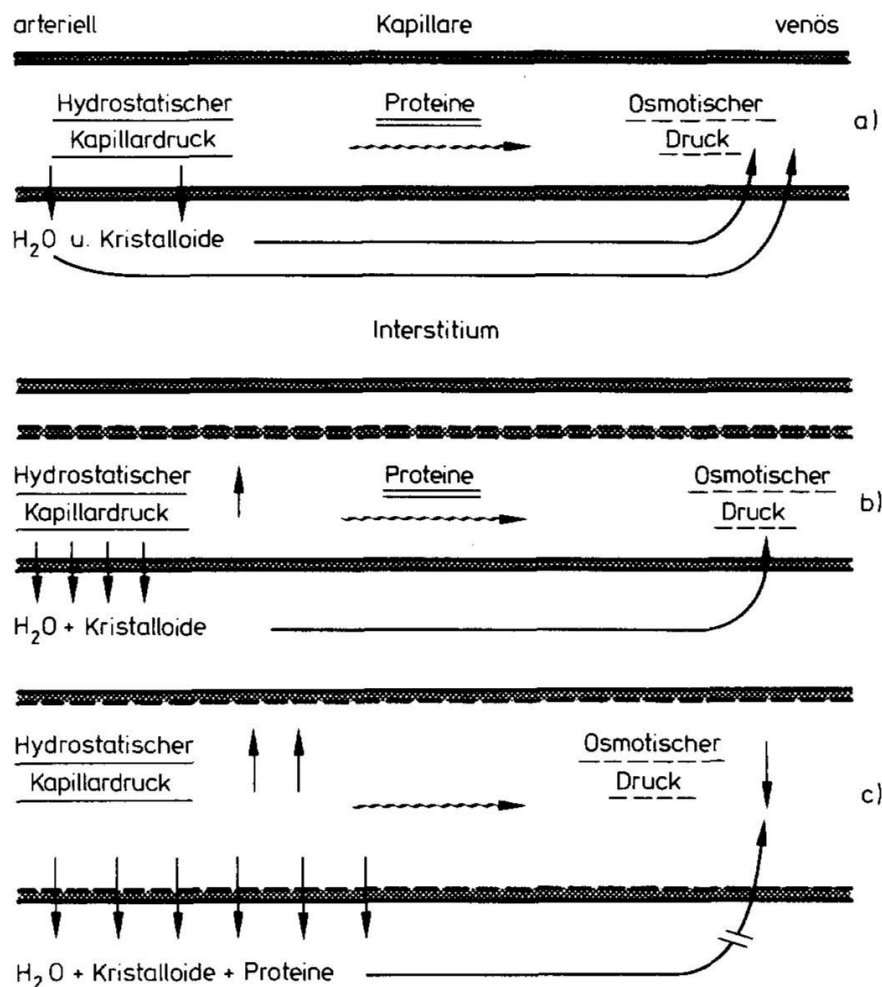 arteriell Kapillare venös
Hydrostatischer Proteine Osmotischer
Kapillardruck Druck a)
H₂O u. Kristalloide
Interstitium
Hydrostatischer Proteine Osmotischer
Kapillardruck Druck b)
H₂O + Kristalloide
Hydrostatischer Osmotischer
Kapillardruck Druck c)
H₂O + Kristalloide + Proteine